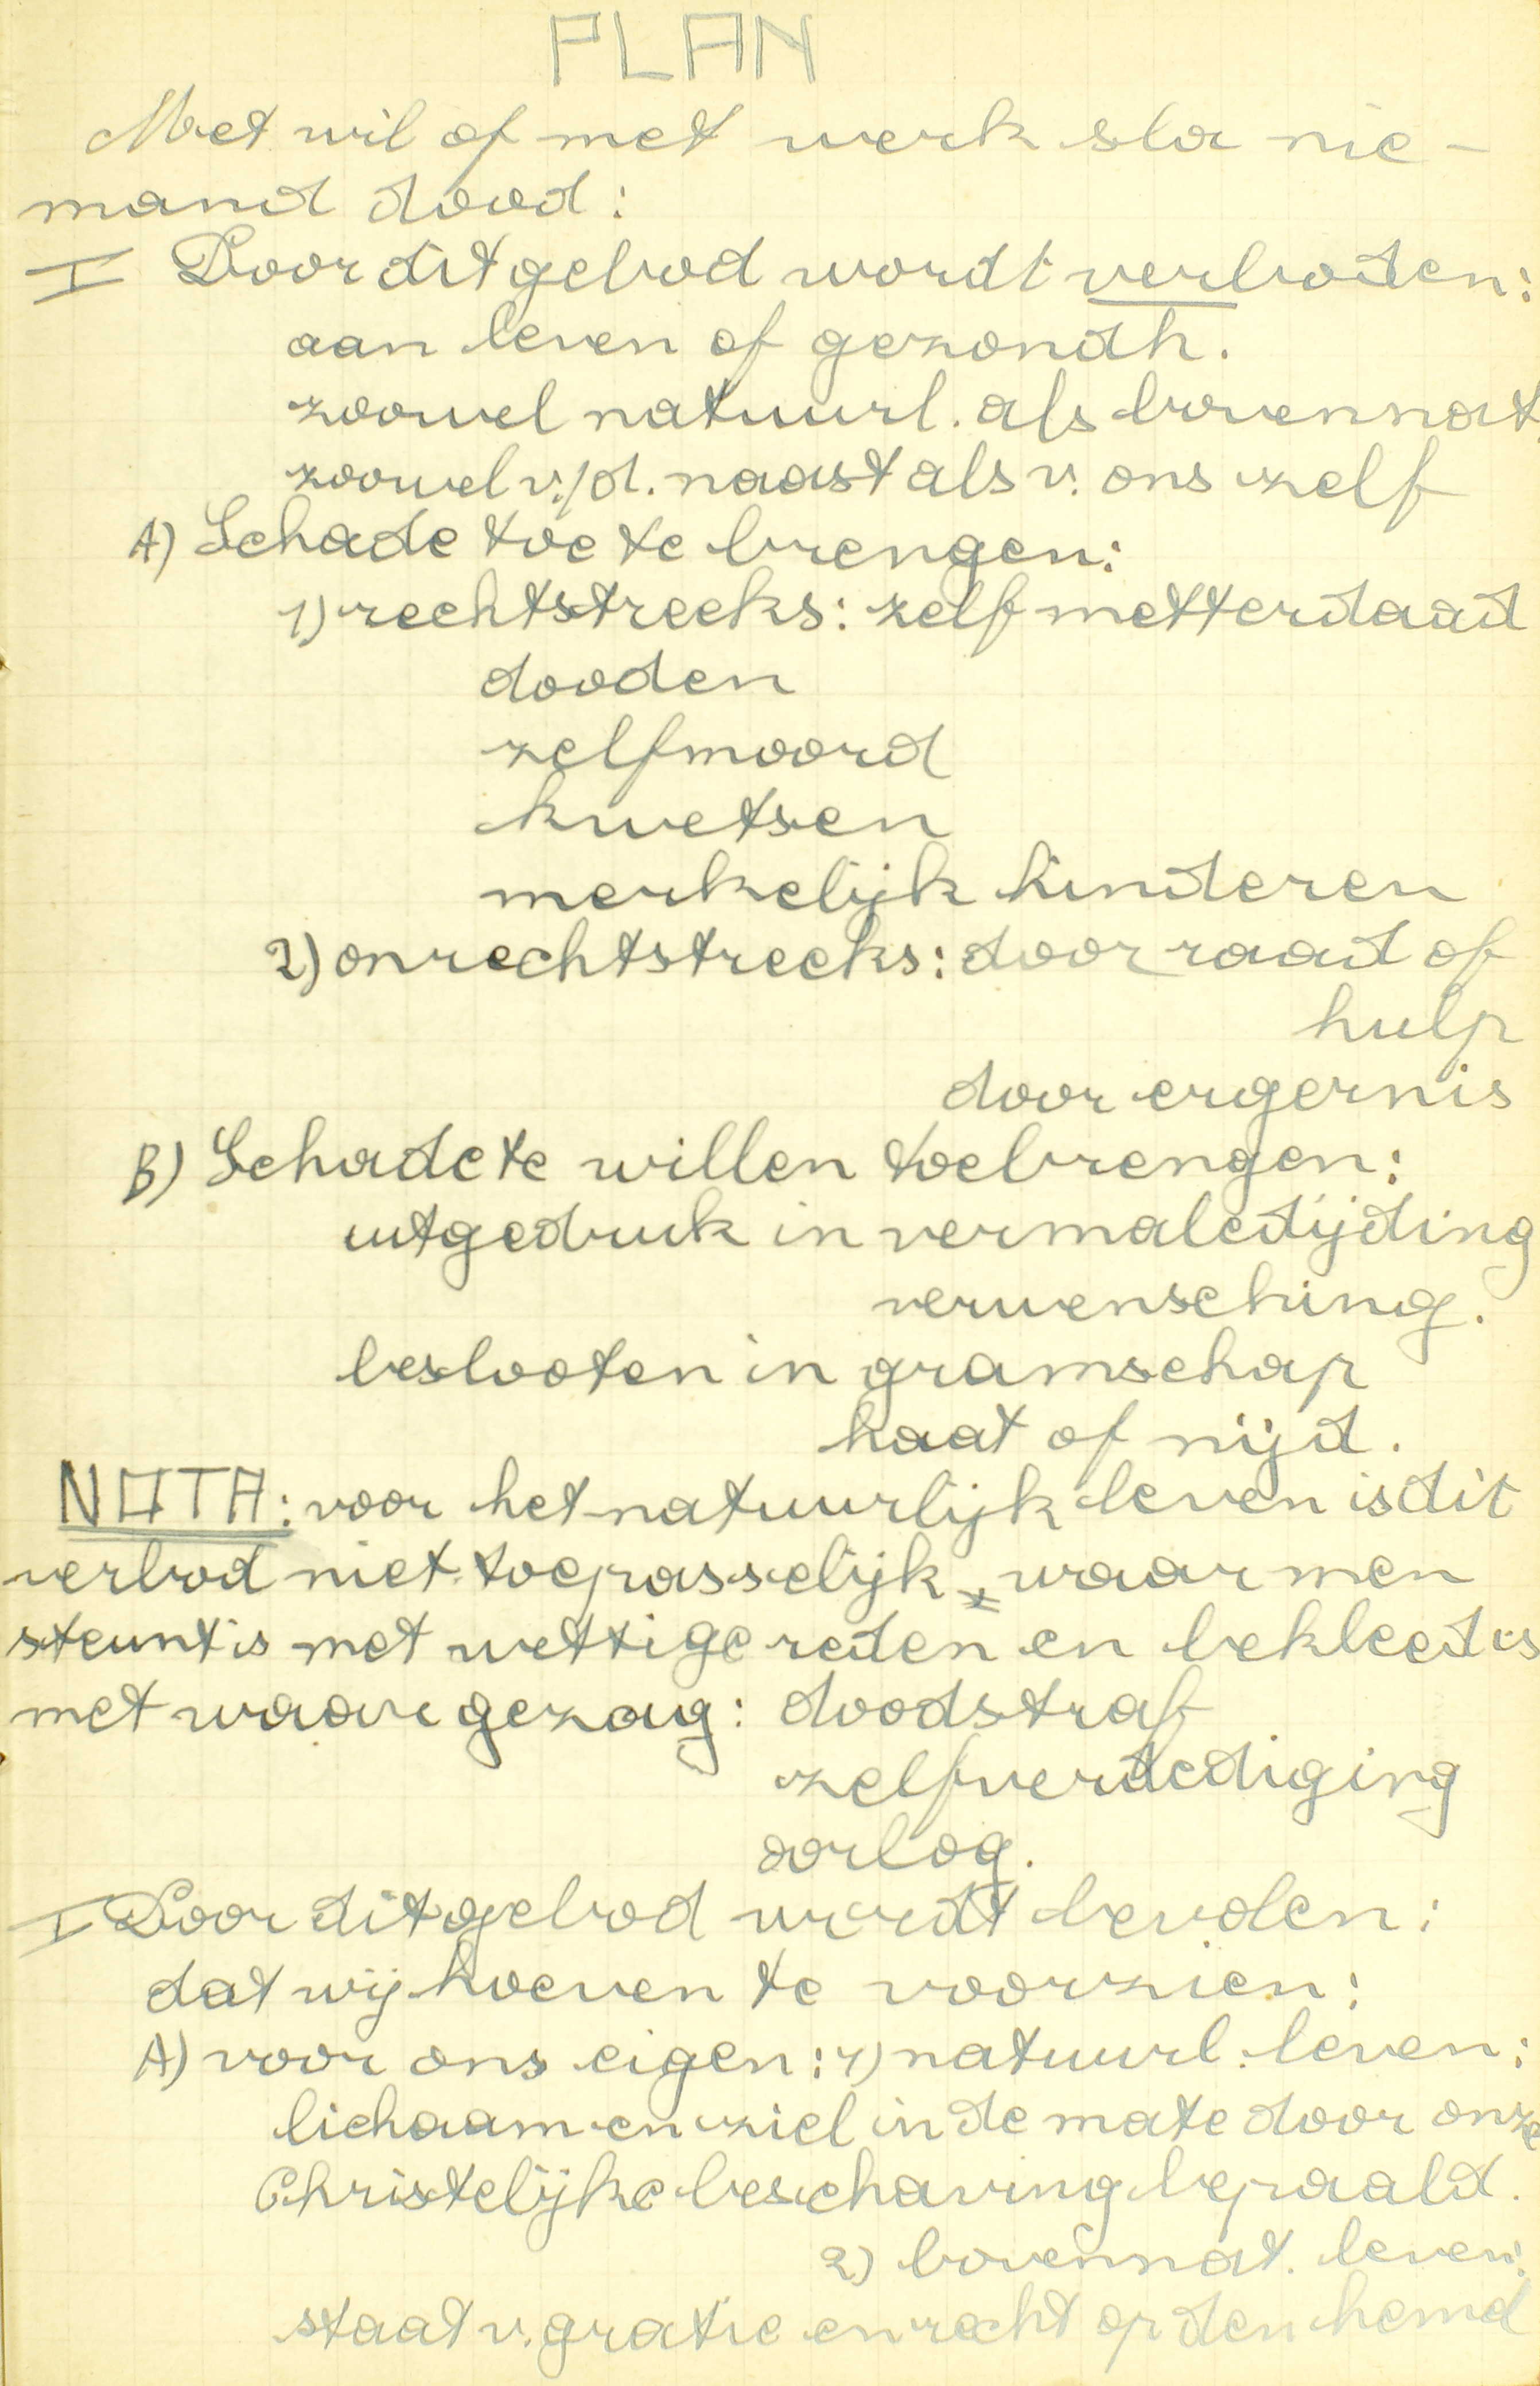 PLAN
Met wil of met werk sla nie-
mand dood:
I Door dit gebod wordt verboden:
aan leven of gezondh.
zoowel natuurl. als bovennat.
zoowel v/d. naast als v. ons zelf
A) Schade toe te brengen:
1) rechtstreeks: zelf metterdaad
dooden
zelfmoord
kwetsen
merkelijk hinderen
2) onrechtstreeks: door raad of
hulp
door ergernis
B) Schade te willen toebrengen:
uitgedruk in vermaledijding
verwensching.
beslooten in gramschap
haat of nijd.
NOTA: voor het natuurlijk leven is dit
verbod niet toepasselijk waar men
steunt is met wettige reden en bekleed is
met waare gezag: doodstraf
zelfverdediging
oorlog.
I Door dit gebod wordt bevolen:
dat wij hoeven te voorzien:
A) voor ons eigen: 1) natuurl. leven:
lichaam en ziel in de mate door onze
Christelijke beschaving bepaald.
2) bovennat. leven:
staat v. gratie en recht op den hemel